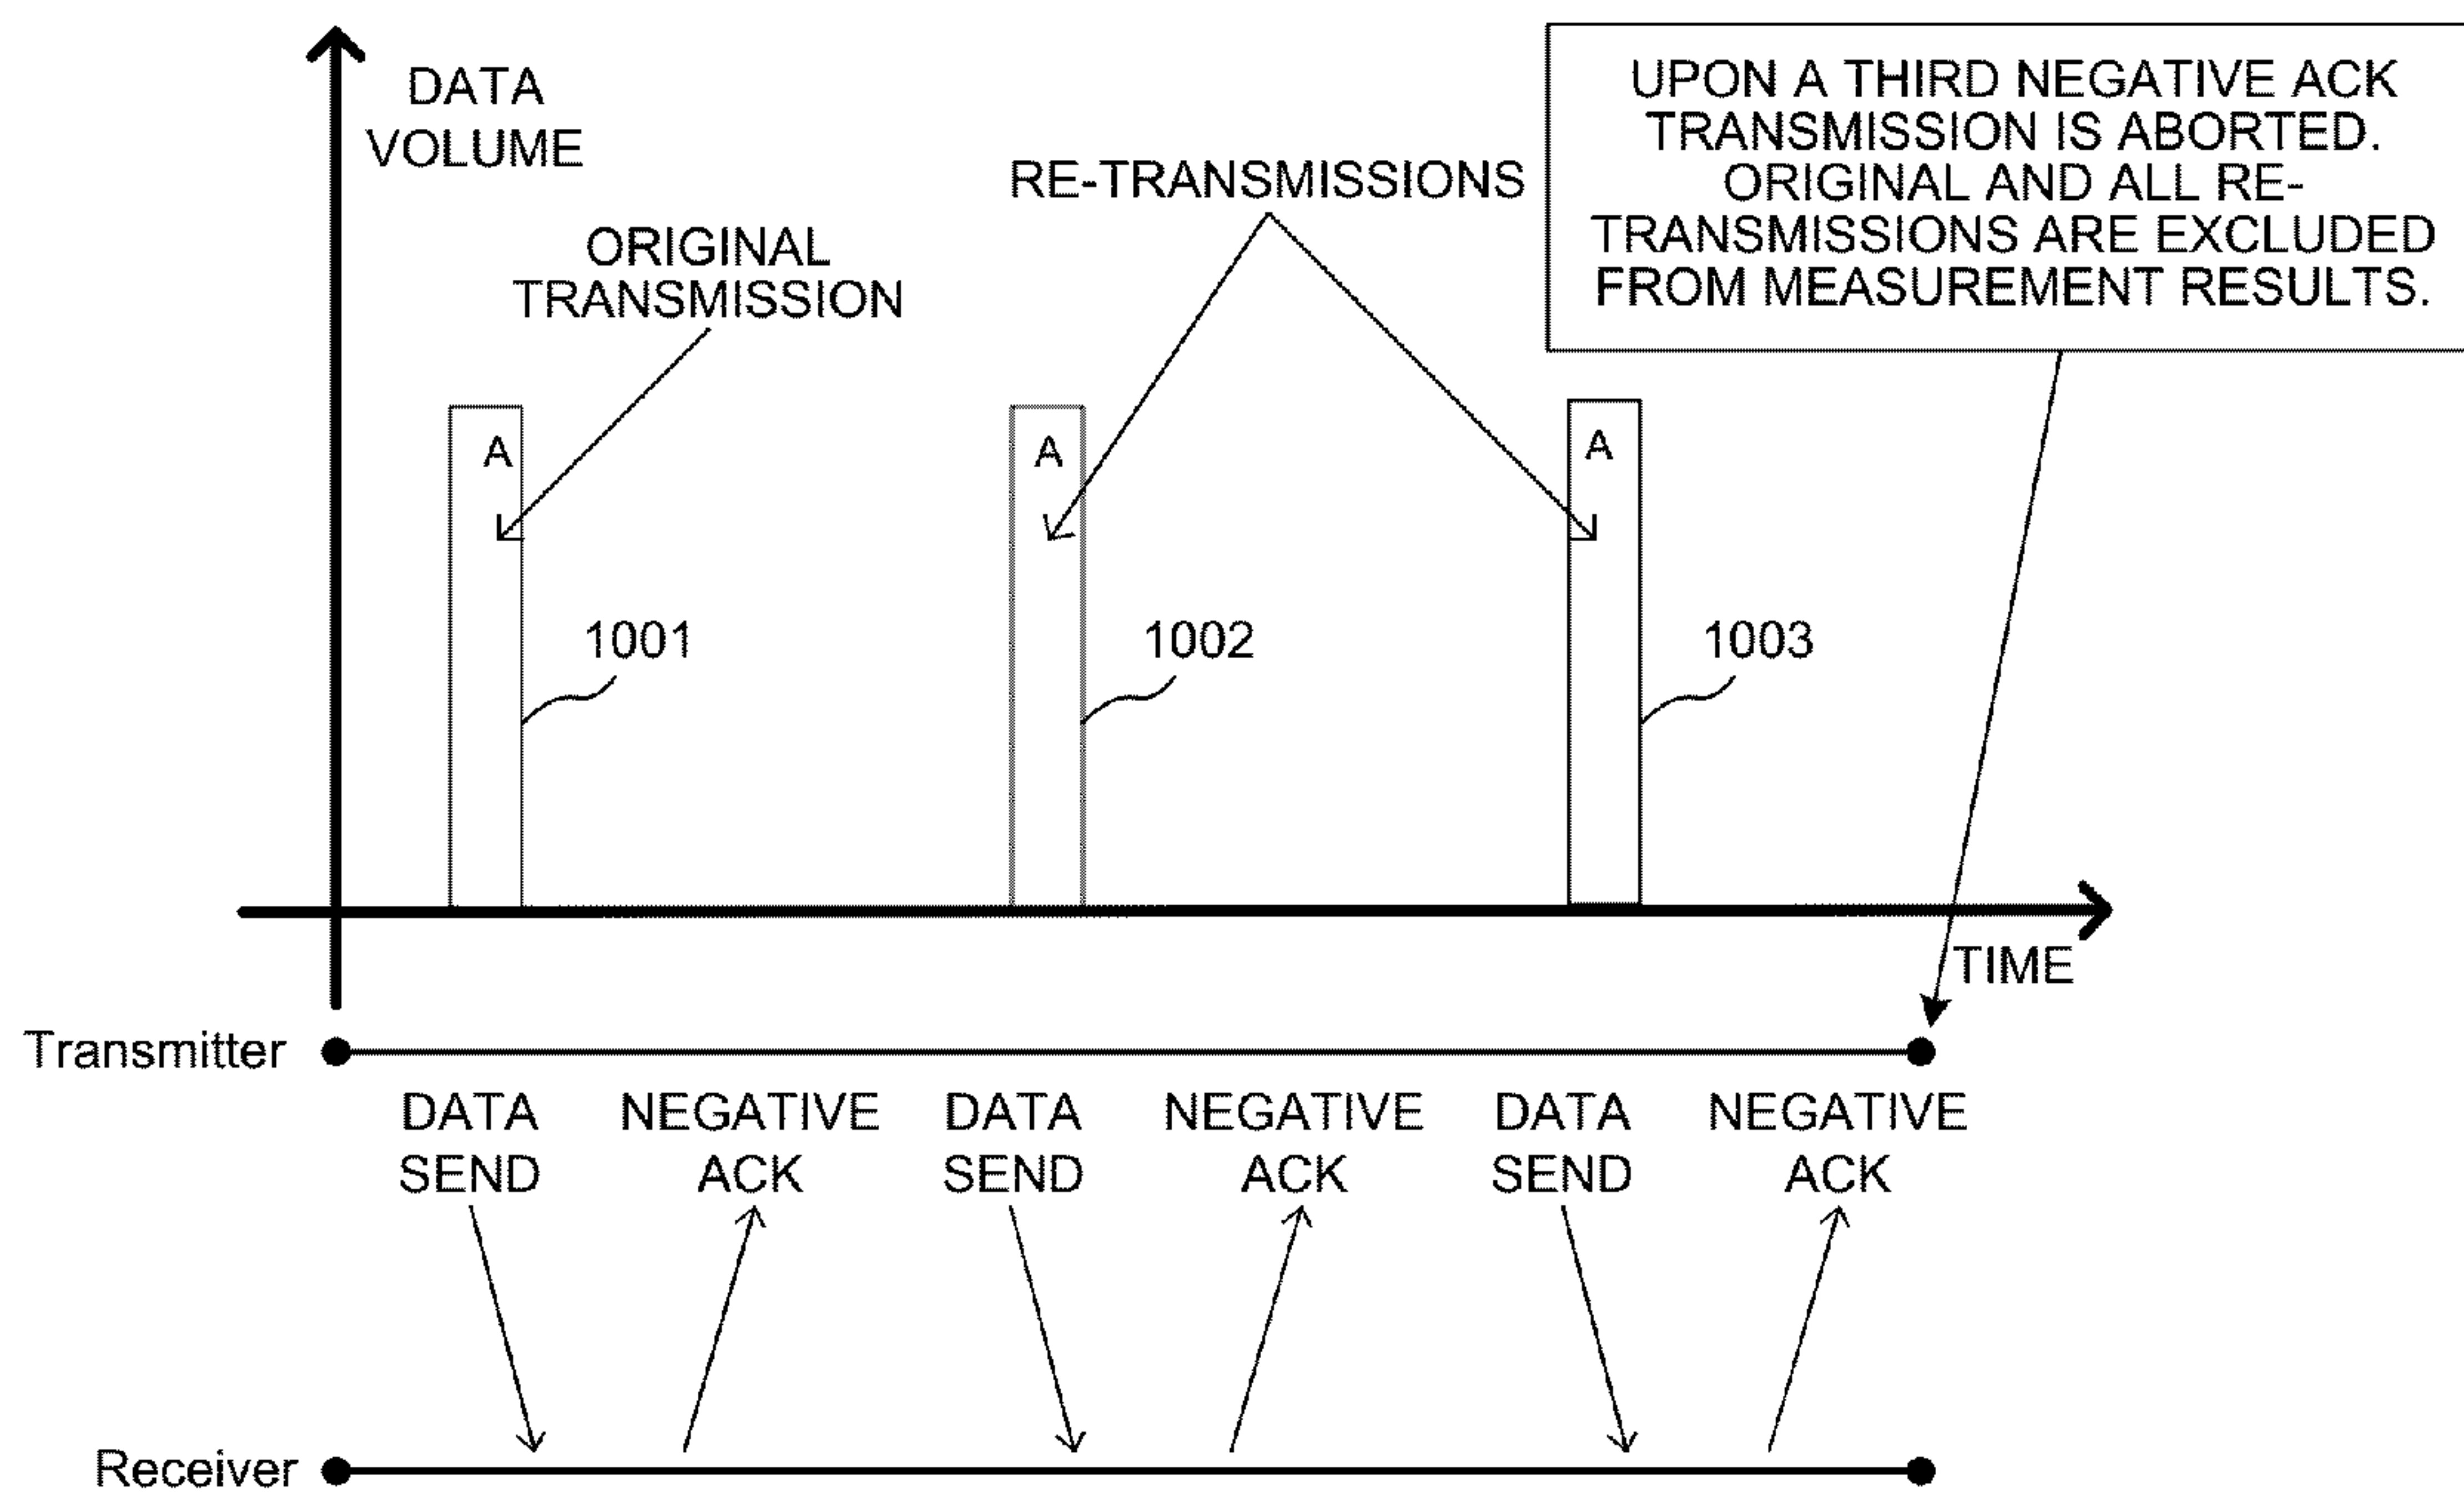 DATA
VOLUME
ORIGINAL
TRANSMISSION
RE-TRANSMISSIONS
UPON A THIRD NEGATIVE ACK
TRANSMISSION IS ABORTED.
ORIGINAL AND ALL RE-
TRANSMISSIONS ARE EXCLUDED
FROM MEASUREMENT RESULTS.
A
A
A
1001
1002
1003
TIME
Transmitter
DATA
SEND
NEGATIVE
ACK
DATA
SEND
NEGATIVE
ACK
DATA
SEND
NEGATIVE
ACK
Receiver